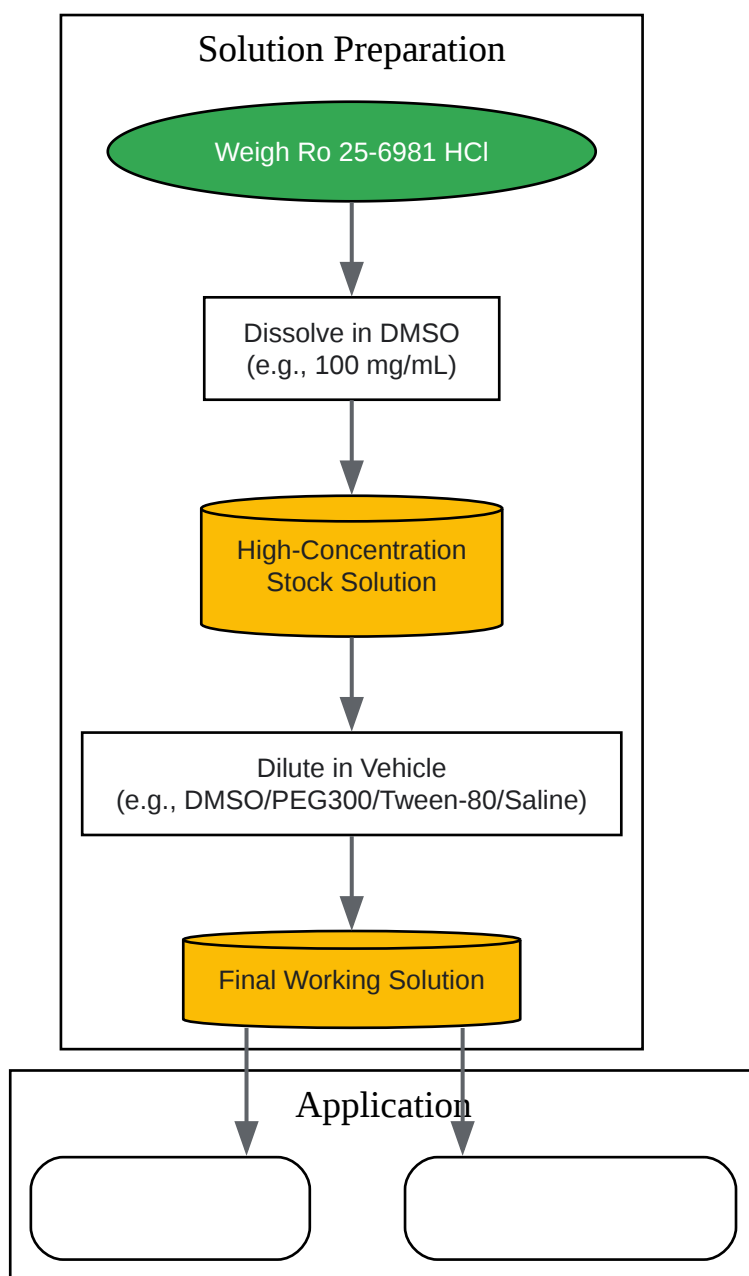 Solution Preparation
Weigh Ro 25-6981 HCl
Dissolve in DMSO
(e.g., 100 mg/mL)
High-Concentration
Stock Solution
Dilute in Vehicle
(e.g., DMSO/PEG300/Tween-80/Saline)
Final Working Solution
Application